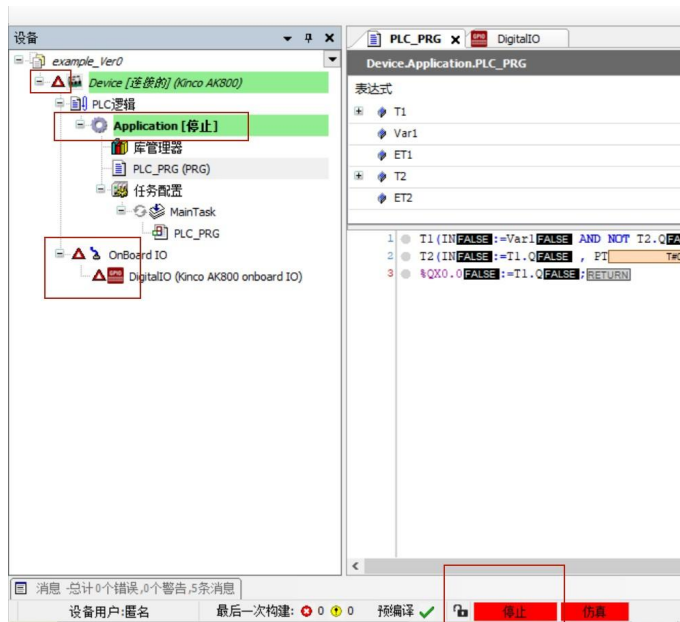 设备
PLC_PRG
DigitalIO
example_Ver0
Device [连接的] (Kinco AK800)
PLC逻辑
Application [停止]
库管理器
PLC_PRG (PRG)
任务配置
MainTask
PLC_PRG
OnBoard IO
DigitalIO (Kinco AK800 onboard IO)
Device.Application.PLC_PRG
表达式
T1
Var1
ET1
T2
ET2
1 T1(IN FALSE :=Var1 FALSE AND NOT T2.Q
2 T2(IN FALSE :=T1.Q FALSE , PT
3 %QX0.0 FALSE :=T1.Q FALSE ; RETURN
消息 -总计0个错误,0个警告,5条消息
设备用户:匿名 最后一次构建: 0 0 预编译 停止 仿真